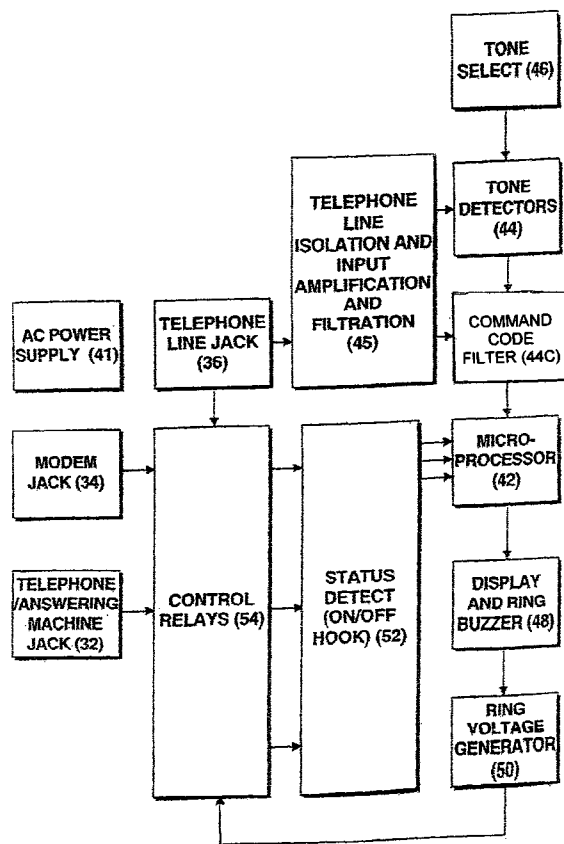 TONE
SELECT (46)
TELEPHONE
LINE
ISOLATION AND
INPUT
AMPLIFICATION
AND
FILTRATION
(45)
TONE
DETECTORS
(44)
AC POWER
SUPPLY (41)
TELEPHONE
LINE JACK
(36)
COMMAND
CODE
FILTER (44C)
MODEM
JACK (34)
MICRO-
PROCESSOR
(42)
TELEPHONE
/ANSWERING
MACHINE
JACK (32)
CONTROL
RELAYS (54)
STATUS
DETECT
(ON/OFF
HOOK) (52)
DISPLAY
AND RING
BUZZER (48)
RING
VOLTAGE
GENERATOR
(50)